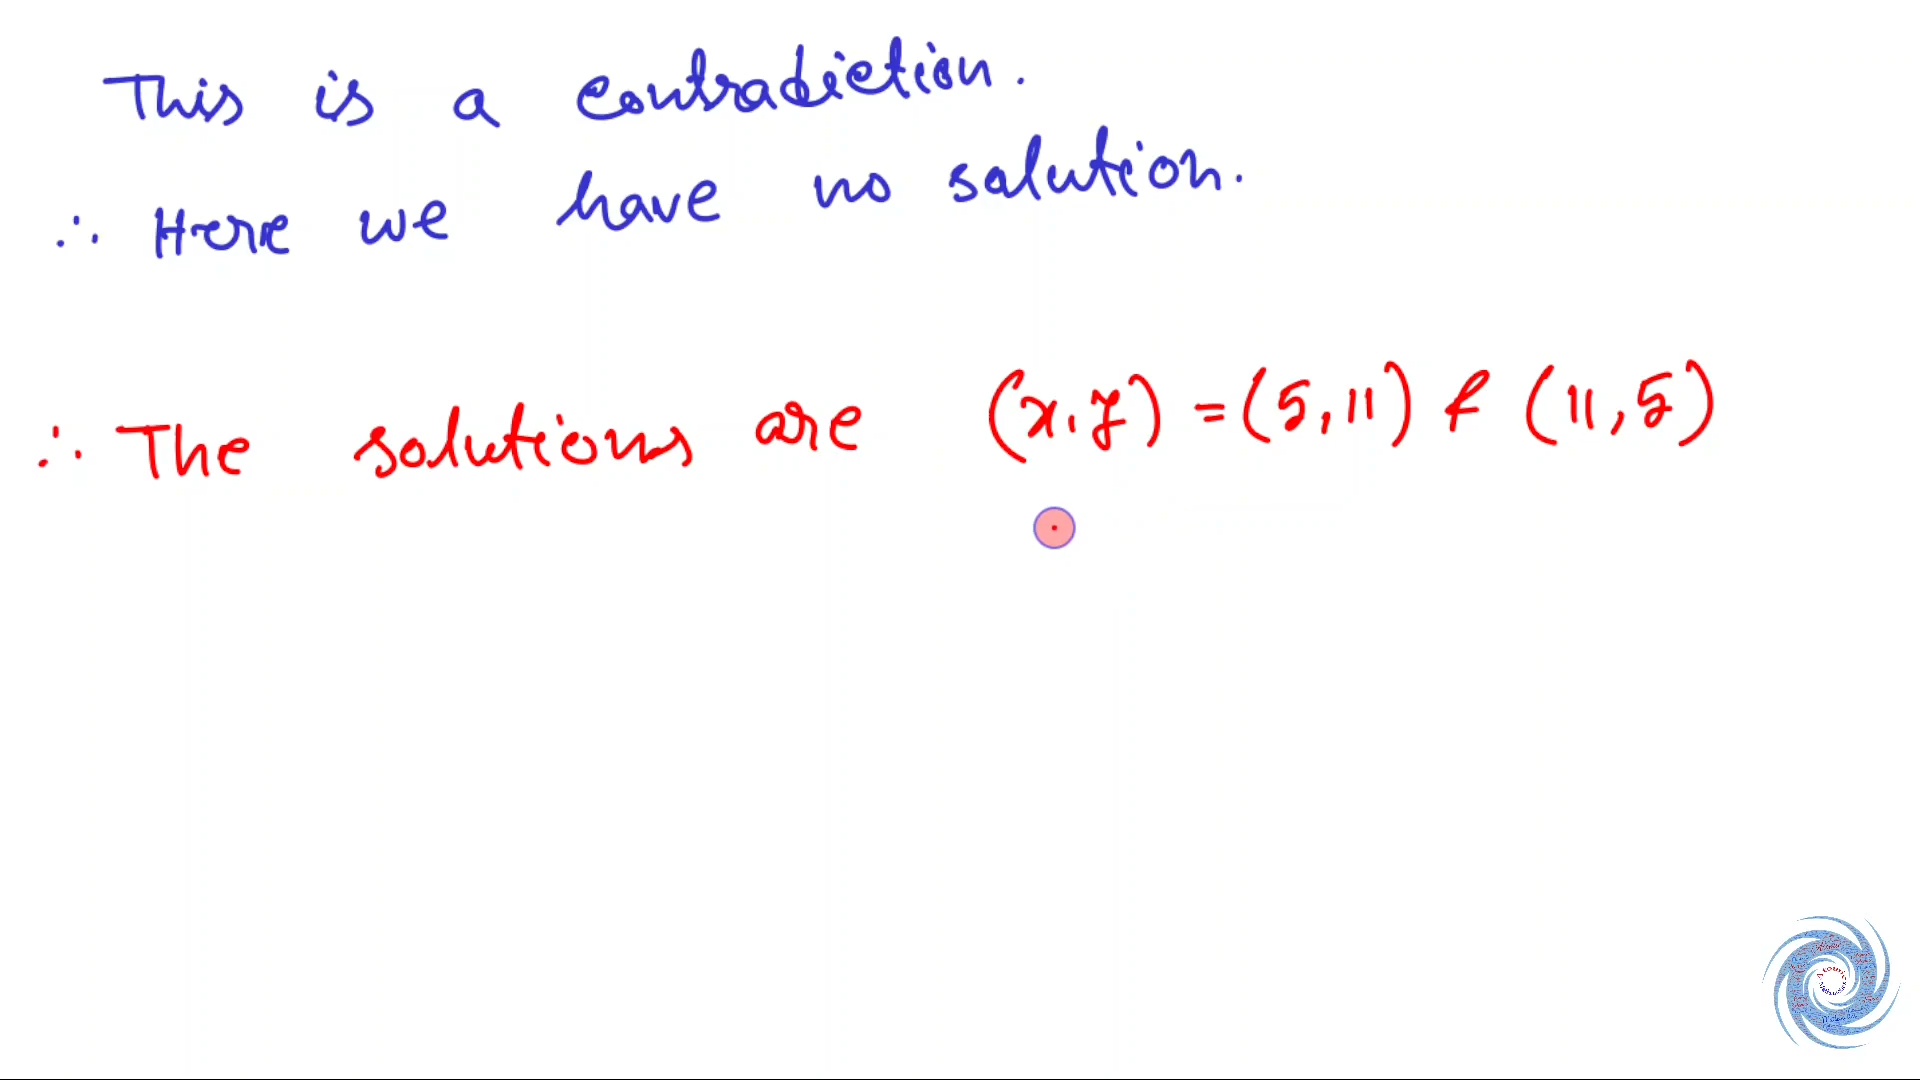 This is a contradiction.
∴ Here we have no solution.
∴ The solutions are (x,y) = (5,11) & (11,5)